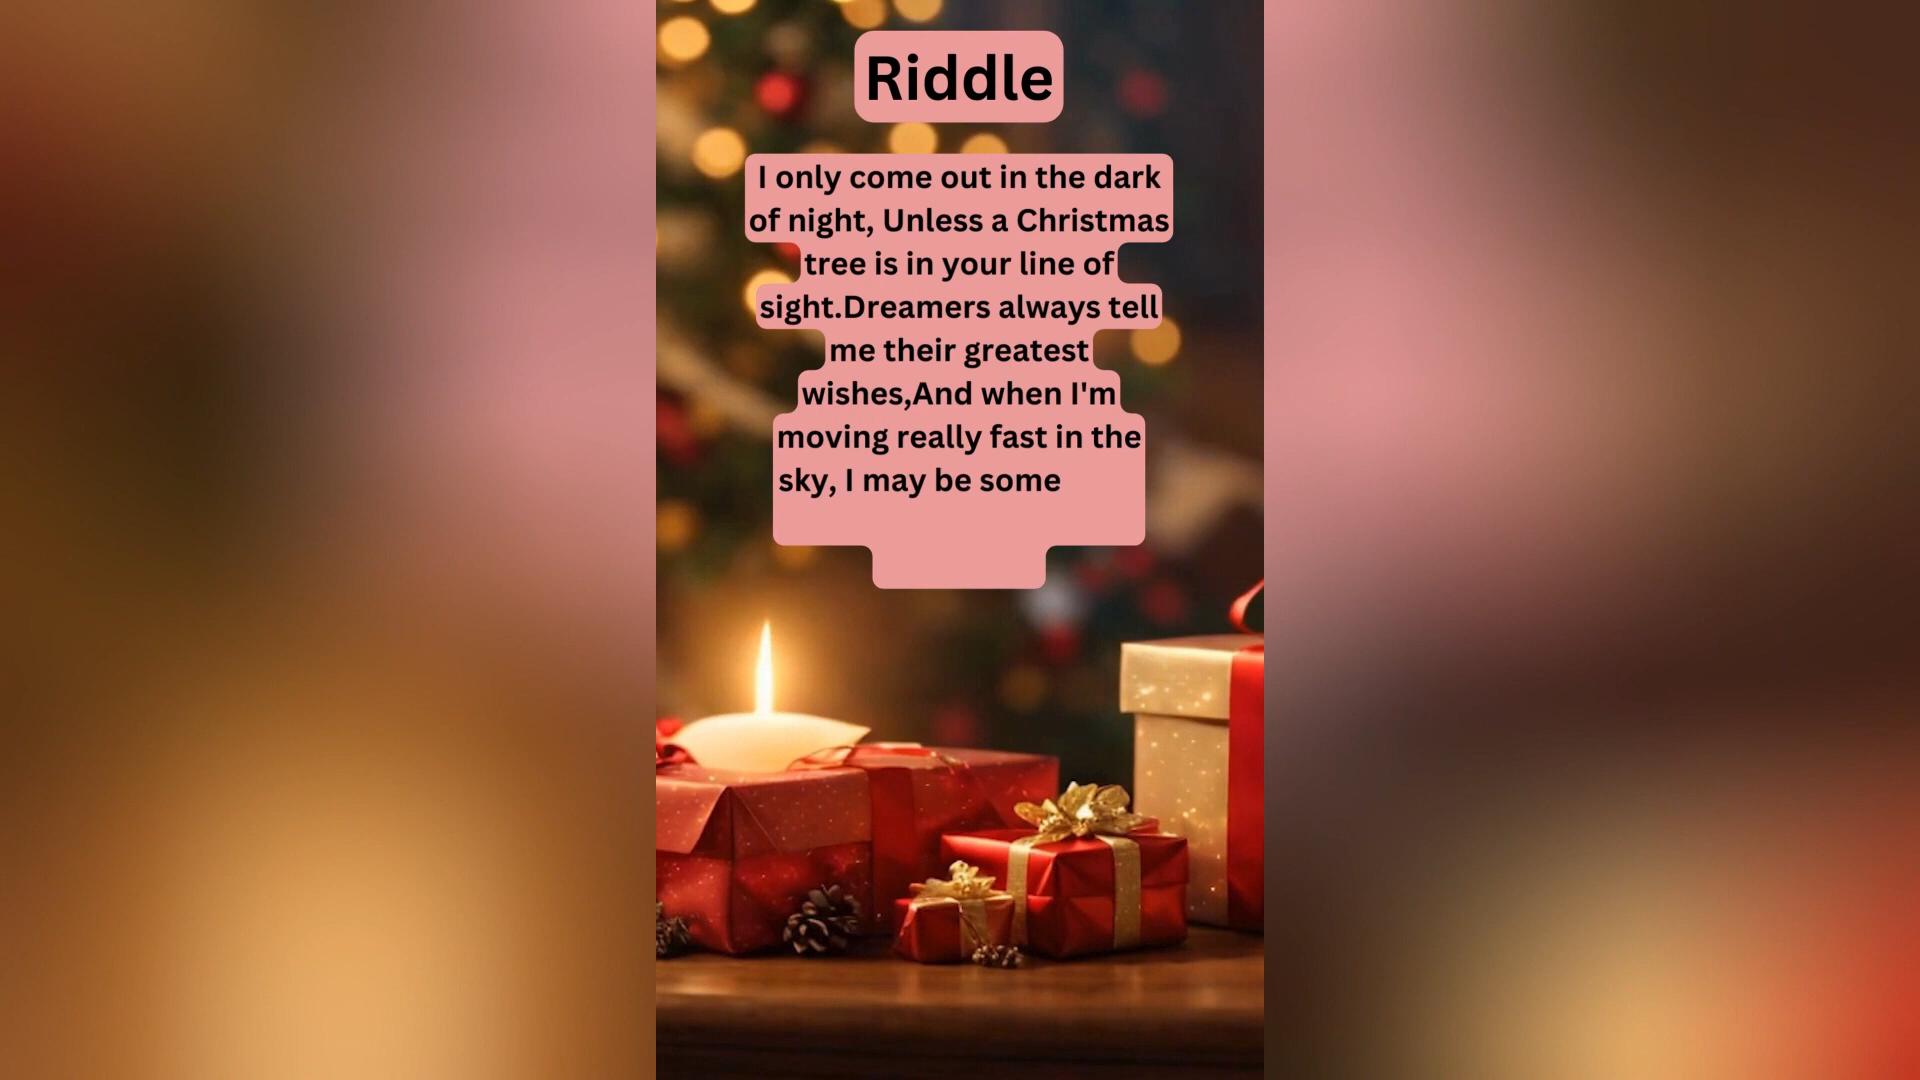 Riddle
I only come out in the dark
of night, Unless a Christmas
tree is in your line of
sight.Dreamers always tell
me their greatest
wishes,And when I'm
moving really fast in the
sky, I may be some